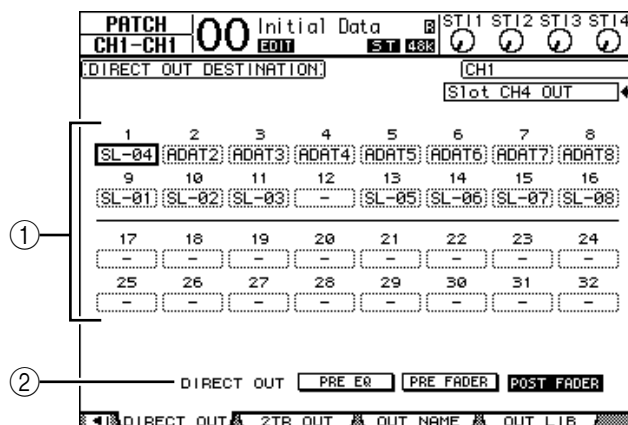 PATCH
CH1-CH1
00 Initial Data
EDIT
R
ST 48k
STI1 STI2 STI3 STI4
DIRECT OUT DESTINATION
CH1
Slot CH4 OUT
1 2 3 4 5 6 7 8
SL-04 ADAT2 ADAT3 ADAT4 ADAT5 ADAT6 ADAT7 ADAT8
9 10 11 12 13 14 15 16
SL-01 SL-02 SL-03 - SL-05 SL-06 SL-07 SL-08
1
17 18 19 20 21 22 23 24
- - - - - - - -
25 26 27 28 29 30 31 32
- - - - - - - -
2
DIRECT OUT PRE EQ PRE FADER POST FADER
DIRECT OUT 2TR OUT OUT NAME OUT LIB